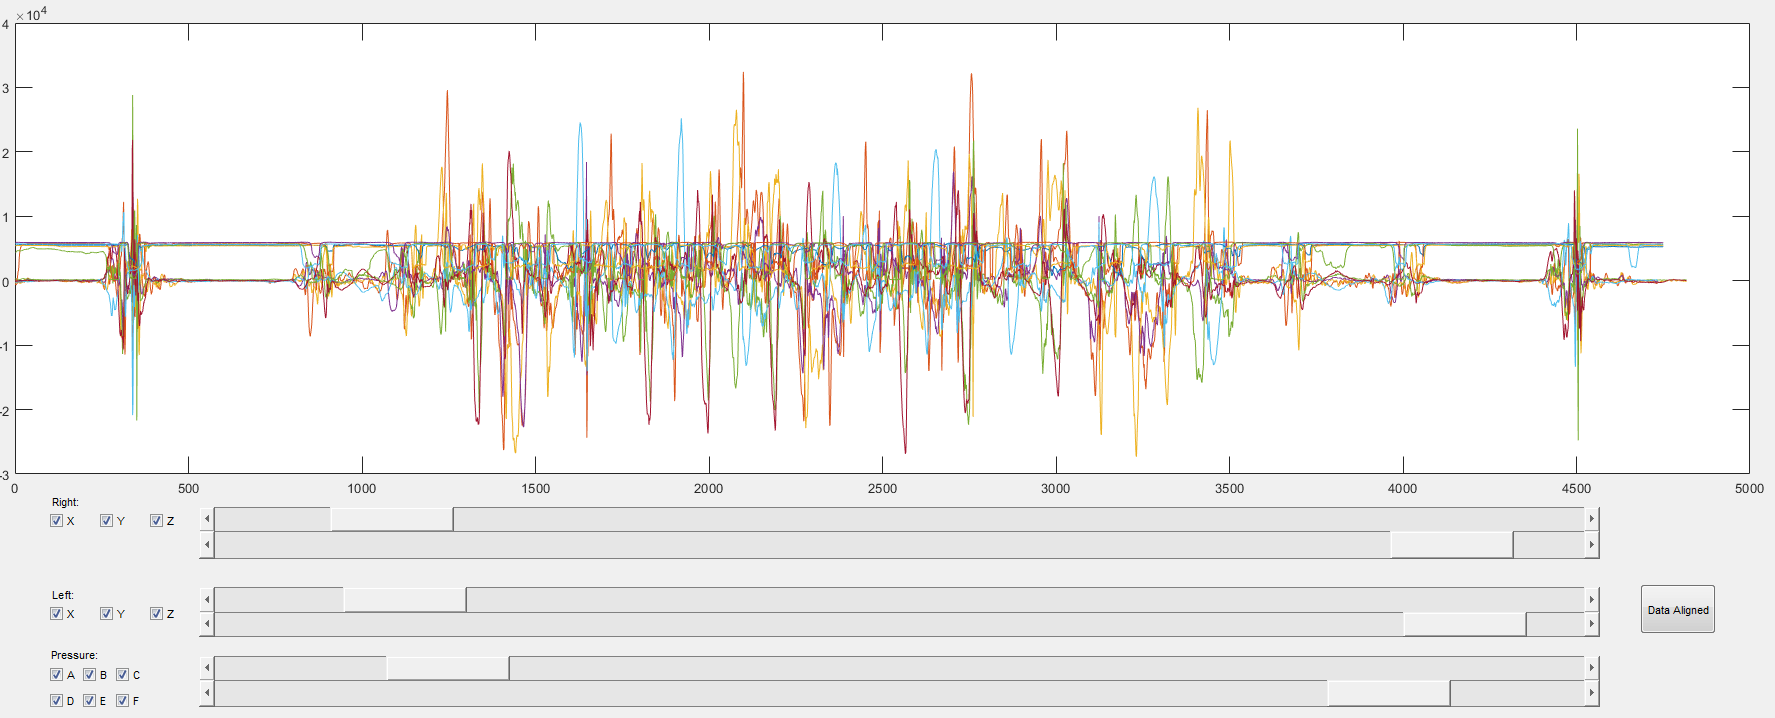 ×10⁴
4
3
2
1
0
-1
-2
-3
0 500 1000 1500 2000 2500 3000 3500 4000 4500 5000
Right:
X Y Z
Left:
X Y Z
Data Aligned
Pressure:
A B C
D E F